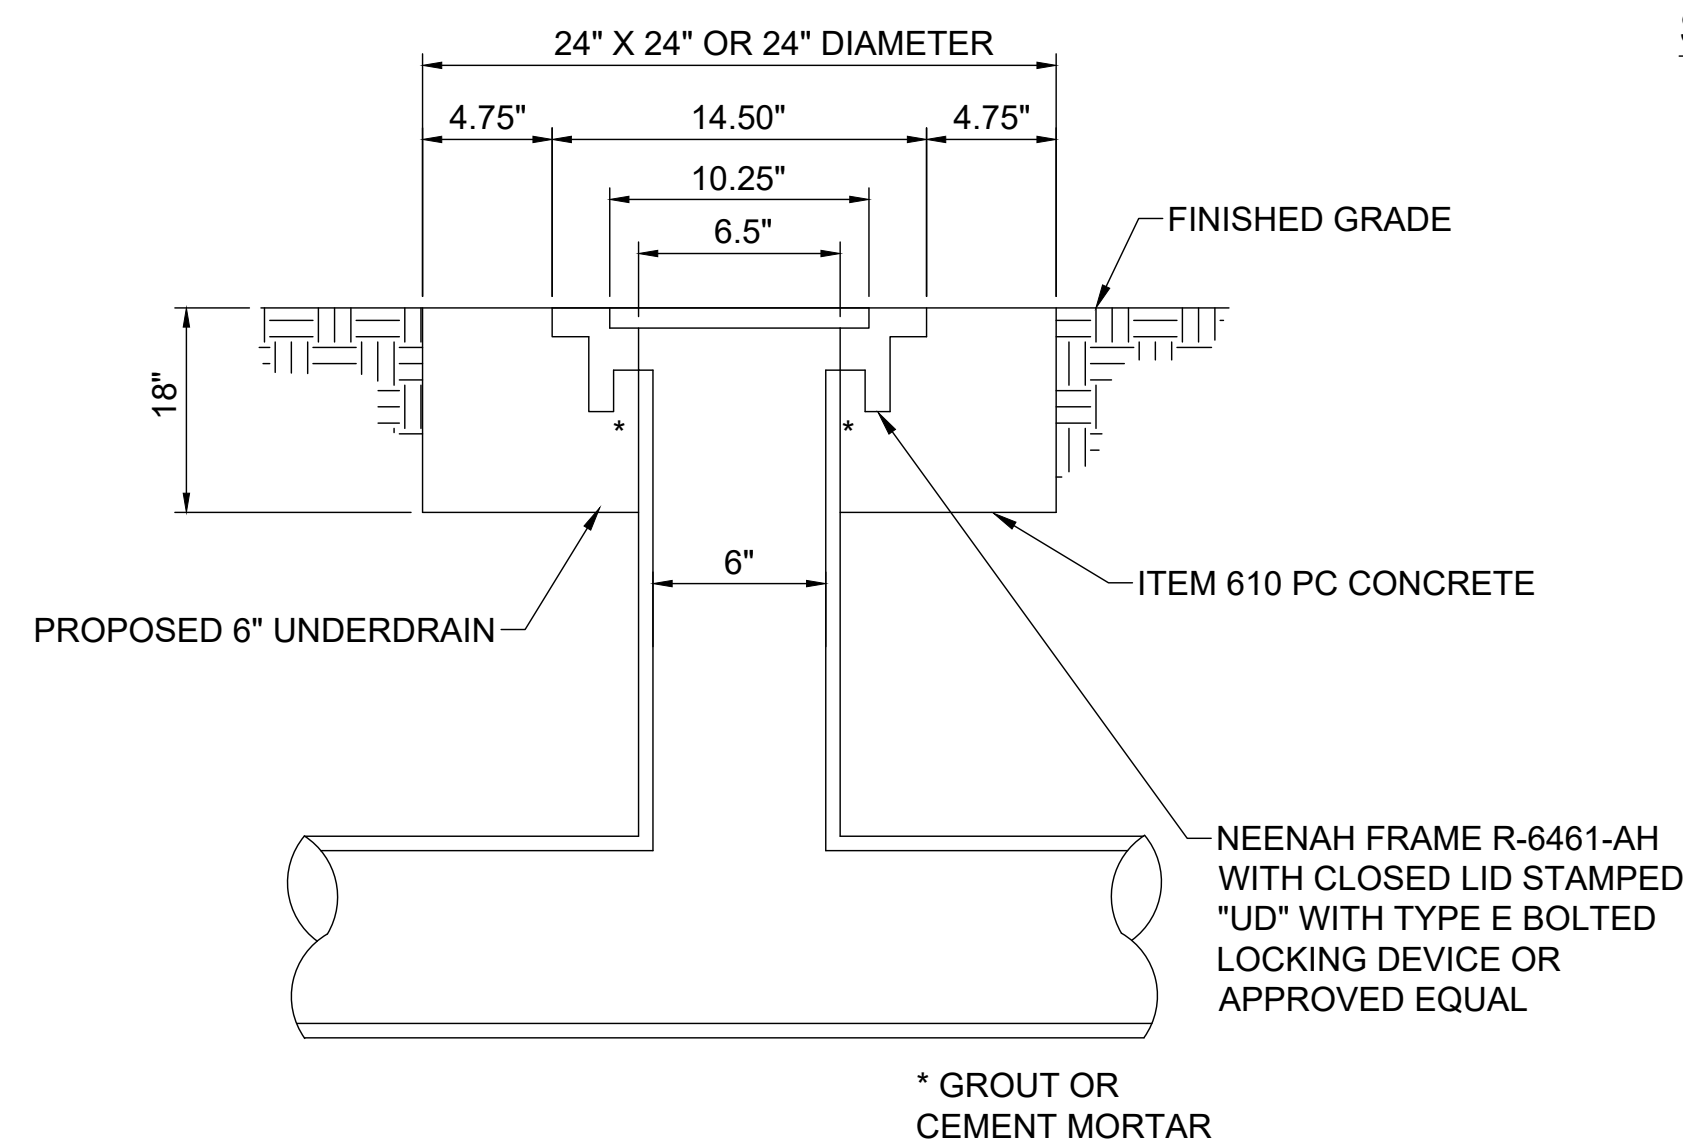 24" X 24" OR 24" DIAMETER
4.75"
14.50"
4.75"
10.25"
6.5"
FINISHED GRADE
18"
*
*
6"
ITEM 610 PC CONCRETE
PROPOSED 6" UNDERDRAIN
NEENAH FRAME R-6461-AH
WITH CLOSED LID STAMPED
"UD" WITH TYPE E BOLTED
LOCKING DEVICE OR
APPROVED EQUAL
* GROUT OR
CEMENT MORTAR